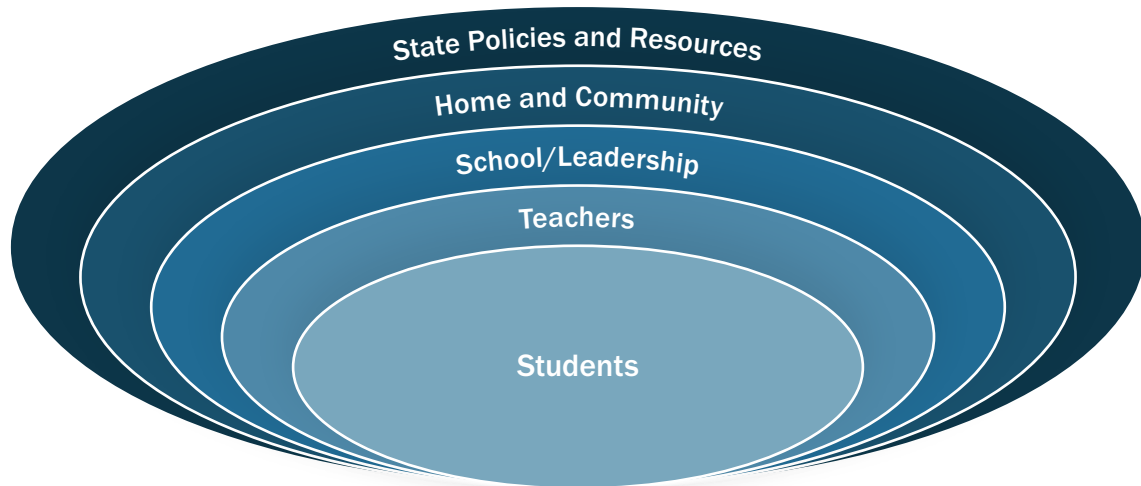 State Policies and Resources
Home and Community
School/Leadership
Teachers
Students